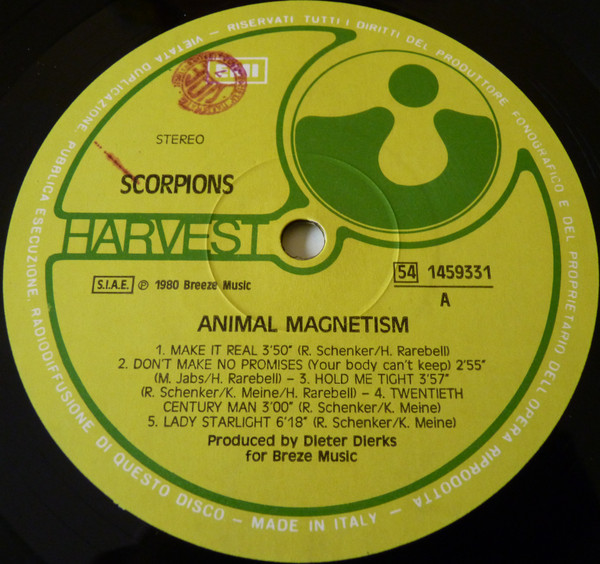 RISERVATI TUTTI I DIRITTI DEL PRODUTTORE FONOGRAFICO E DEL PROPRIETARIO DELL'OPERA RIPRODOTTA – MADE IN ITALY – VIETATA DUPLICAZIONE, PUBBLICA ESECUZIONE, RADIODIFFUSIONE DI QUESTO DISCO –
EMI
STEREO
SCORPIONS
HARVEST
S.I.A.E. ℗ 1980 Breeze Music
54 1459331
A
ANIMAL MAGNETISM
1. MAKE IT REAL 3'50" (R. Schenker/H. Rarebell)
2. DON'T MAKE NO PROMISES (Your body can't keep) 2'55"
(M. Jabs/H. Rarebell) – 3. HOLD ME TIGHT 3'57"
(R. Schenker/K. Meine/H. Rarebell) – 4. TWENTIETH
CENTURY MAN 3'00" (R. Schenker/K. Meine)
5. LADY STARLIGHT 6'18" (R. Schenker/K. Meine)
Produced by Dieter Dierks
for Breze Music